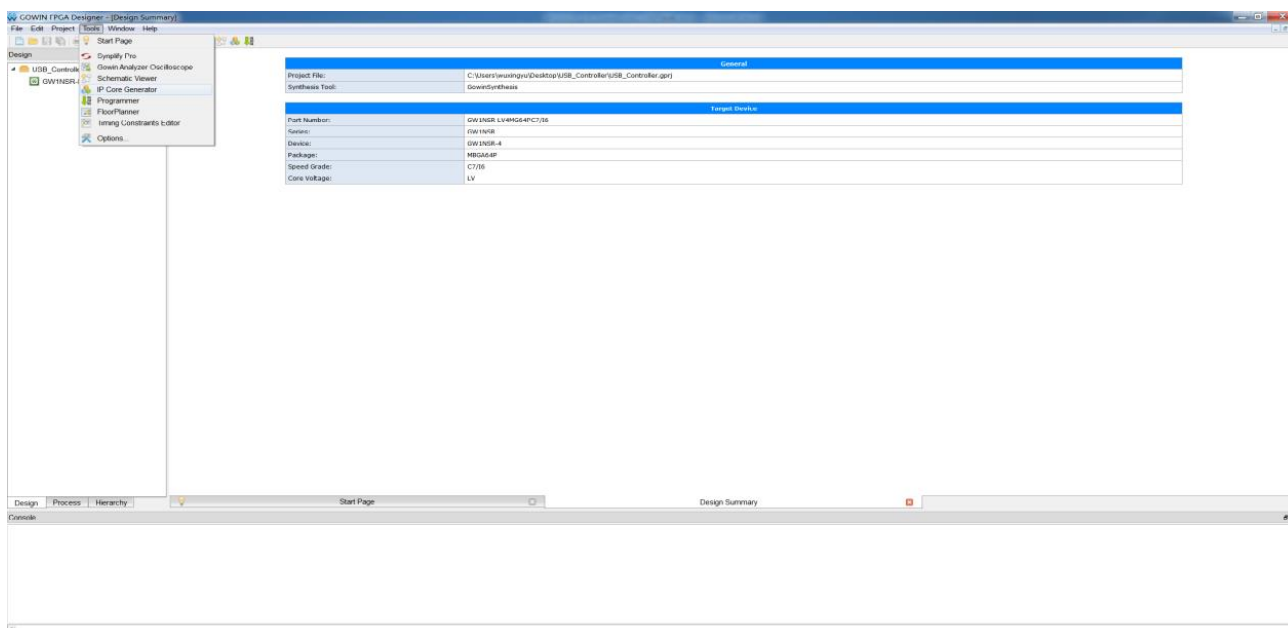 GOWIN FPGA Designer - [Design Summary]
File Edit Project Tools Window Help
Start Page
Synplify Pro
Gowin Analyzer Oscilloscope
Schematic Viewer
IP Core Generator
Programmer
FloorPlanner
Timing Constraints Editor
Options...
Design
USB_Controlle
GW1NSR-
General
Project File: C:\Users\wuxingyu\Desktop\USB_Controller\USB_Controller.gprj
Synthesis Tool: GowinSynthesis
Target Device
Part Number: GW1NSR-LV4MG64PC7/I6
Series: GW1NSR
Device: GW1NSR-4
Package: MBGA64P
Speed Grade: C7/I6
Core Voltage: LV
Design Process Hierarchy
Start Page
Design Summary
Console